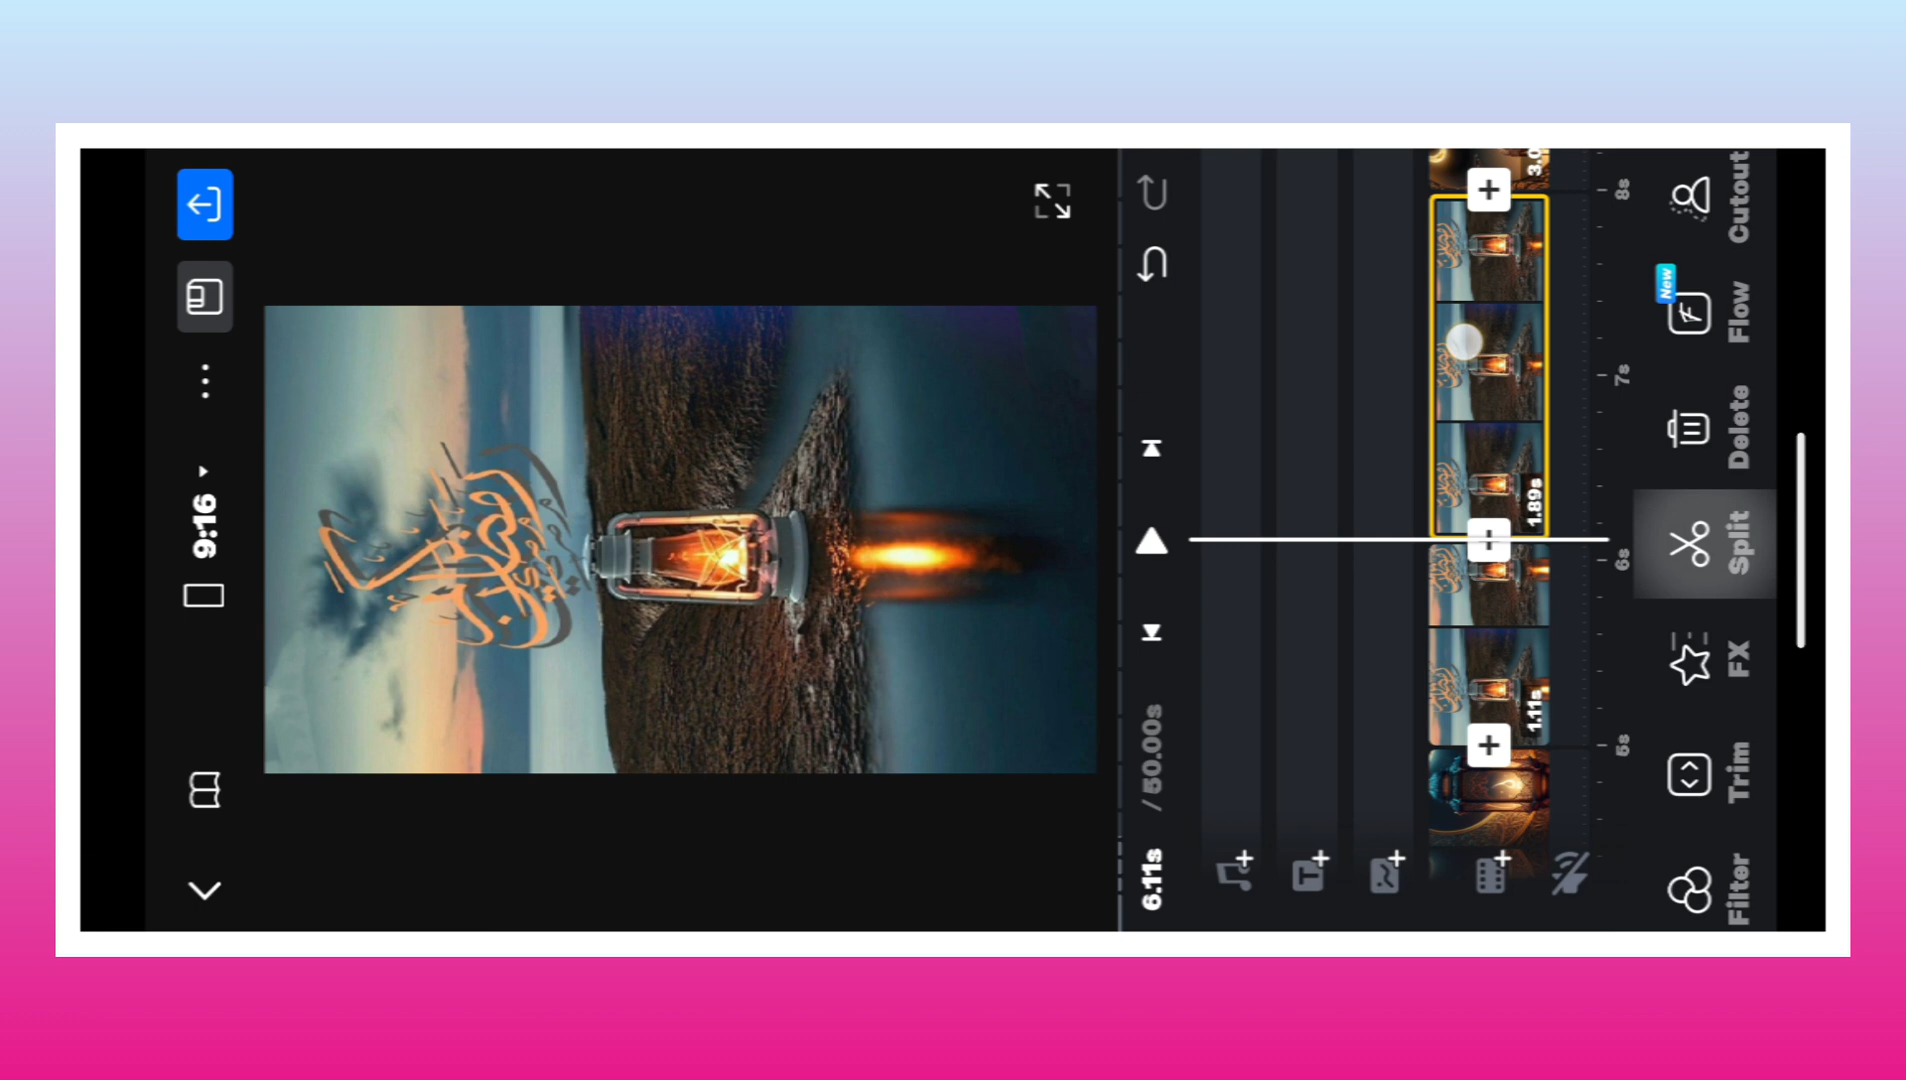 9:16
6.11s / 50.00s
1.11s 1.89s 3.0
5s 6s 7s 8s
New
Filter Trim FX Split Delete Flow Cutout